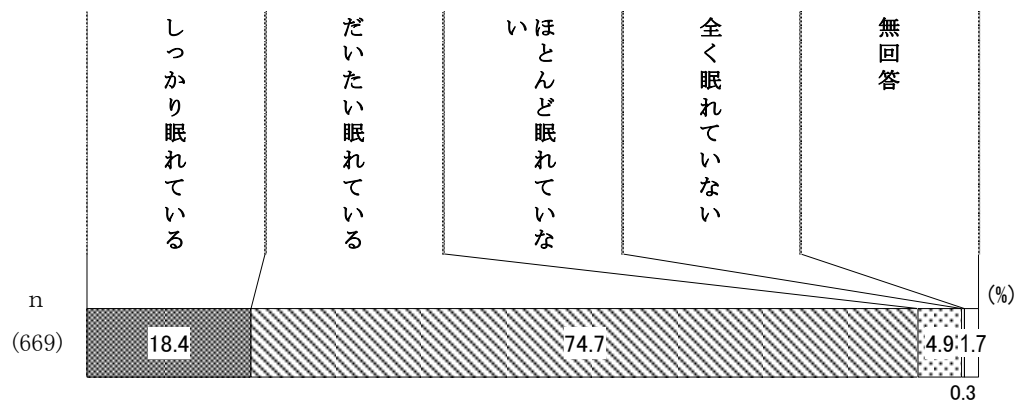 しっかり眠れている
だいたい眠れている
ほとんど眠れていな
い
全く眠れていない
無回答
(%)
n
(669)
18.4
74.7
4.9
1.7
0.3